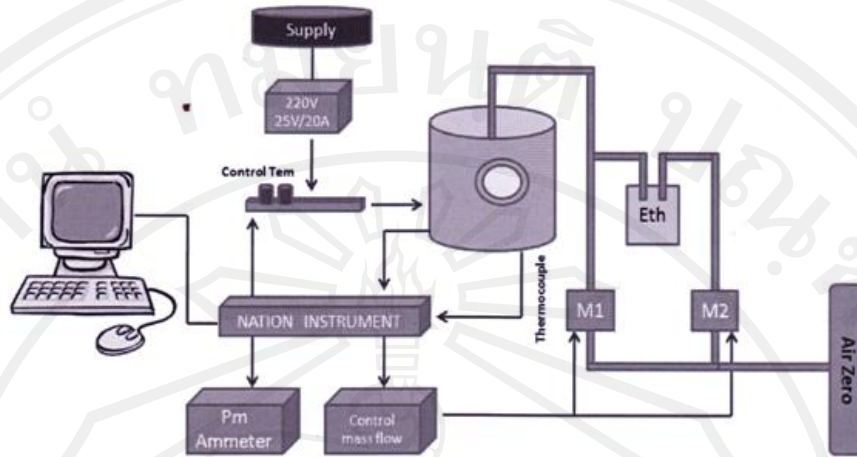 Supply
220V
25V/20A
Control Tem
Eth
Thermocouple
M1
M2
NATION INSTRUMENT
Air Zero
Pm
Ammeter
Control
mass flow